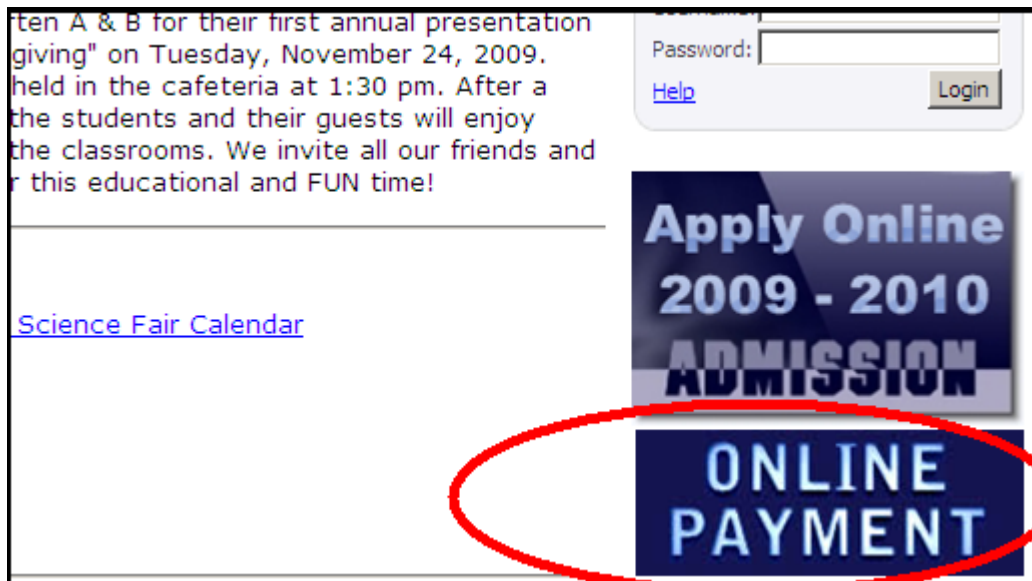 ten A & B for their first annual presentation
giving" on Tuesday, November 24, 2009.
held in the cafeteria at 1:30 pm. After a
the students and their guests will enjoy
the classrooms. We invite all our friends and
r this educational and FUN time!
Science Fair Calendar
Password:
Help
Login
Apply Online
2009 - 2010
ADMISSION
ONLINE
PAYMENT